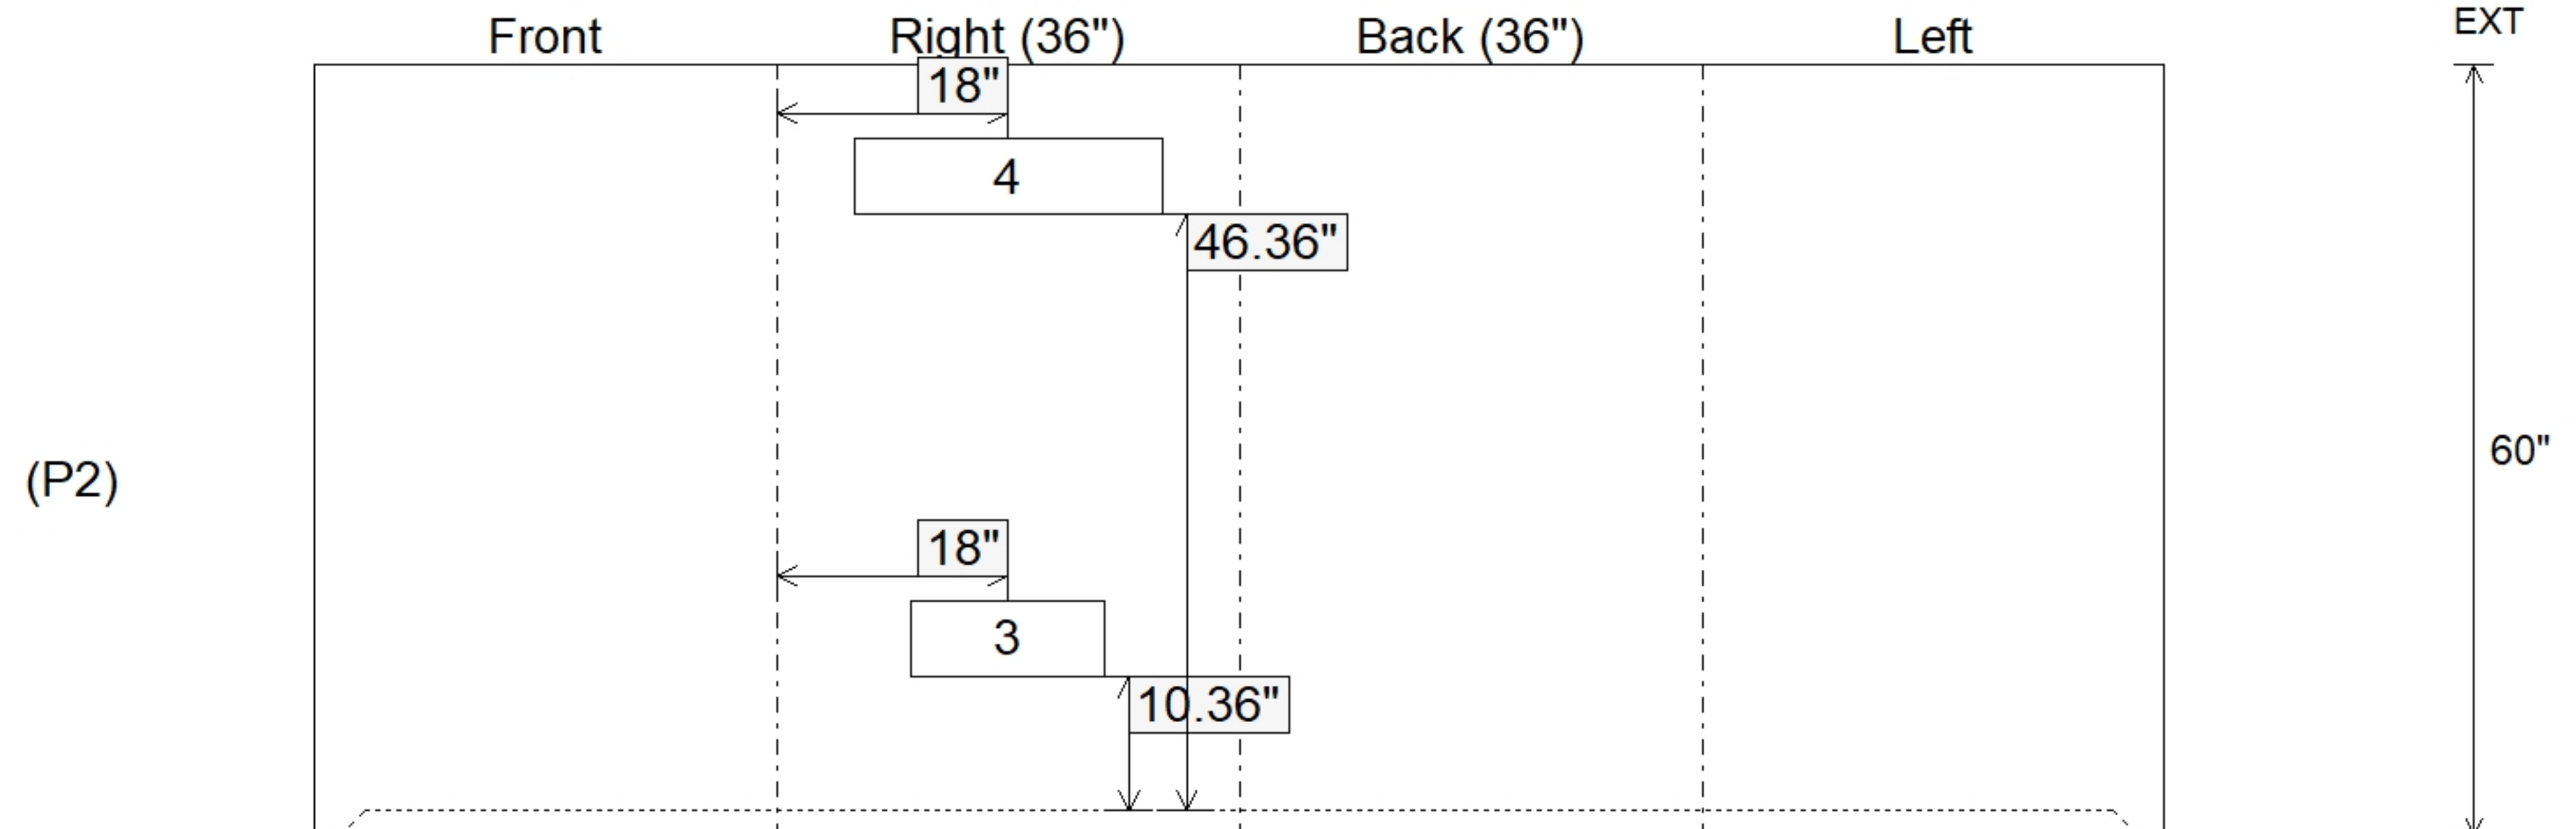 EXT
Front Right (36") Back (36") Left
18"
4
46.36"
60"
(P2)
18"
3
10.36"